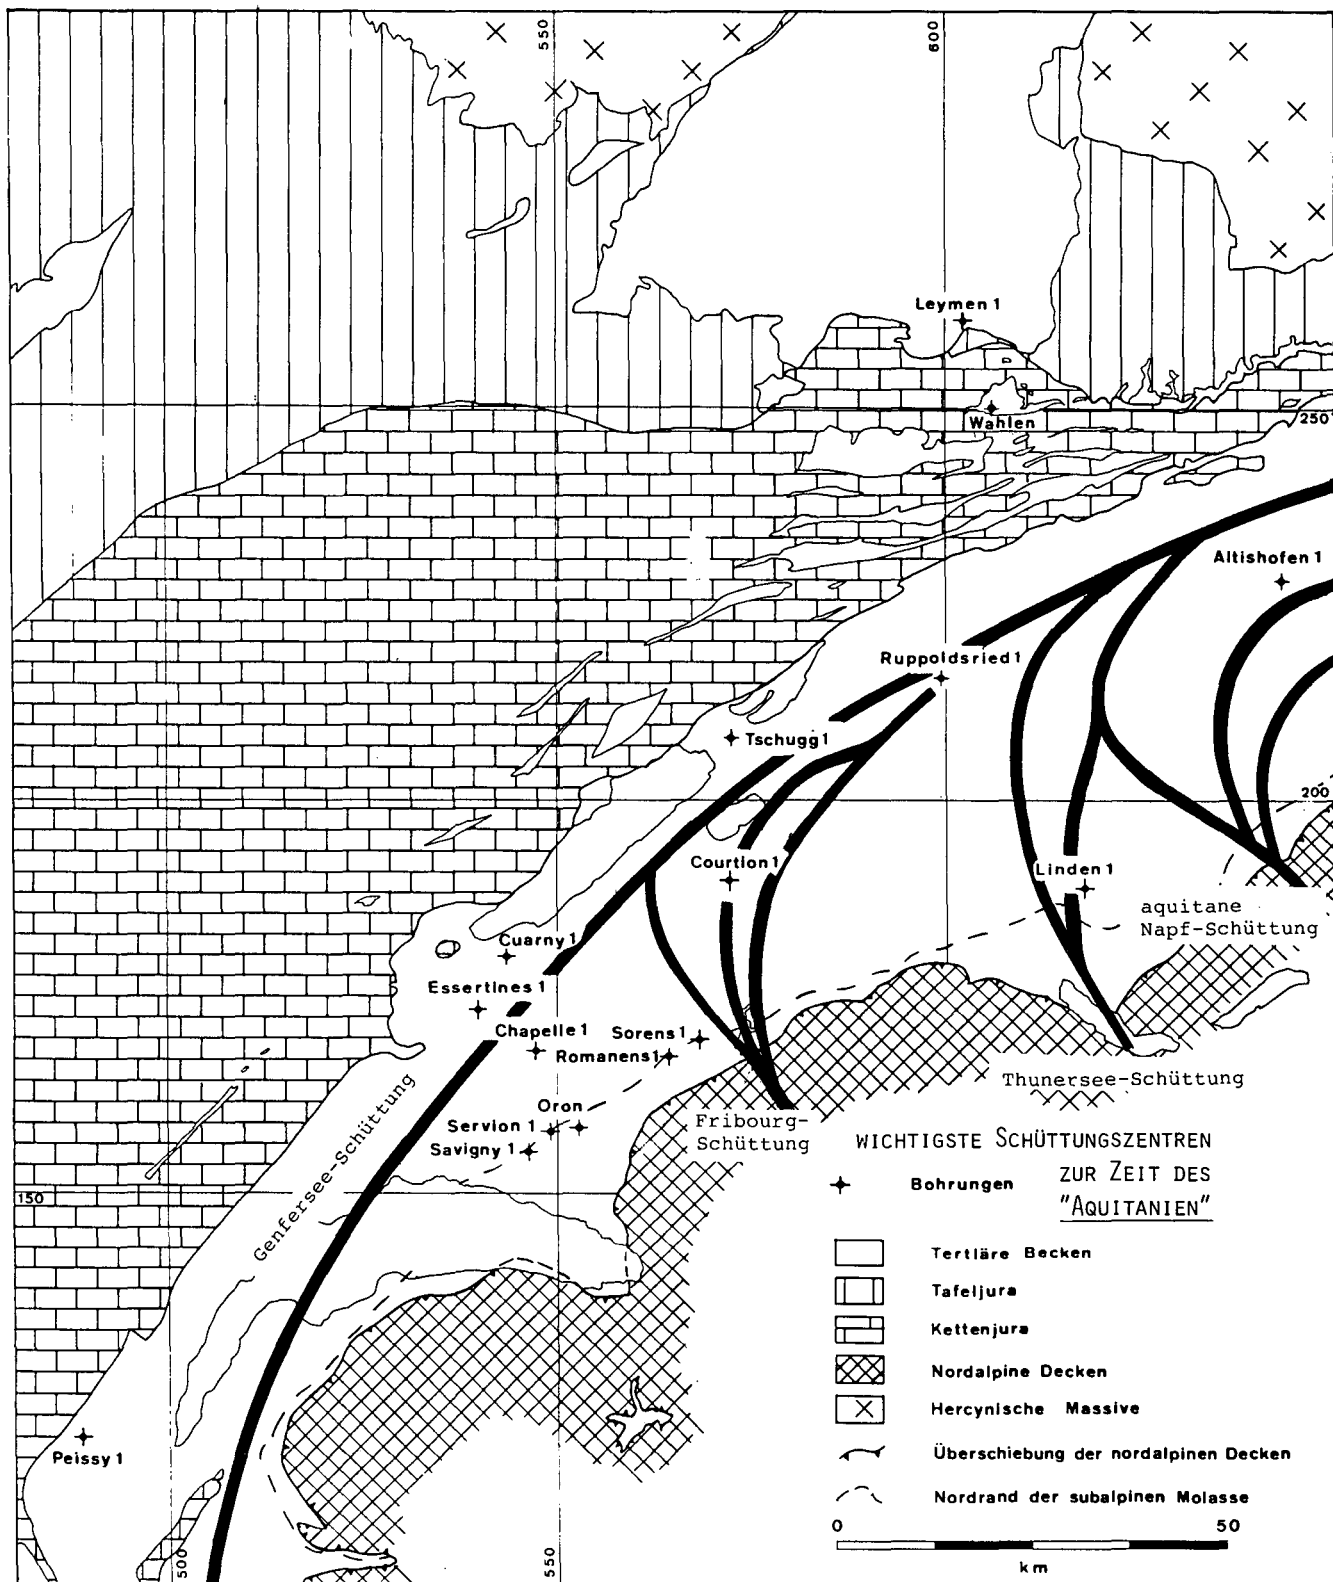 550
600
Leymen 1
Wahlen
250
Altishofen 1
Ruppoldsried 1
Tschugg 1
200
Courtion 1
Linden 1
aquitane
Napf-Schüttung
Cuarny 1
Essertines 1
Chapelle 1
Sorens 1
Romanens 1
Thunersee-Schüttung
Oron
Servion 1
Savigny 1
Fribourg-
Schüttung
Genfersee-Schüttung
150
WICHTIGSTE SCHÜTTUNGSZENTREN
ZUR ZEIT DES
"AQUITANIEN"
Bohrungen
Tertiäre Becken
Tafeljura
Kettenjura
Nordalpine Decken
Hercynische Massive
Überschiebung der nordalpinen Decken
Nordrand der subalpinen Molasse
0 50
km
Peissy 1
500
550